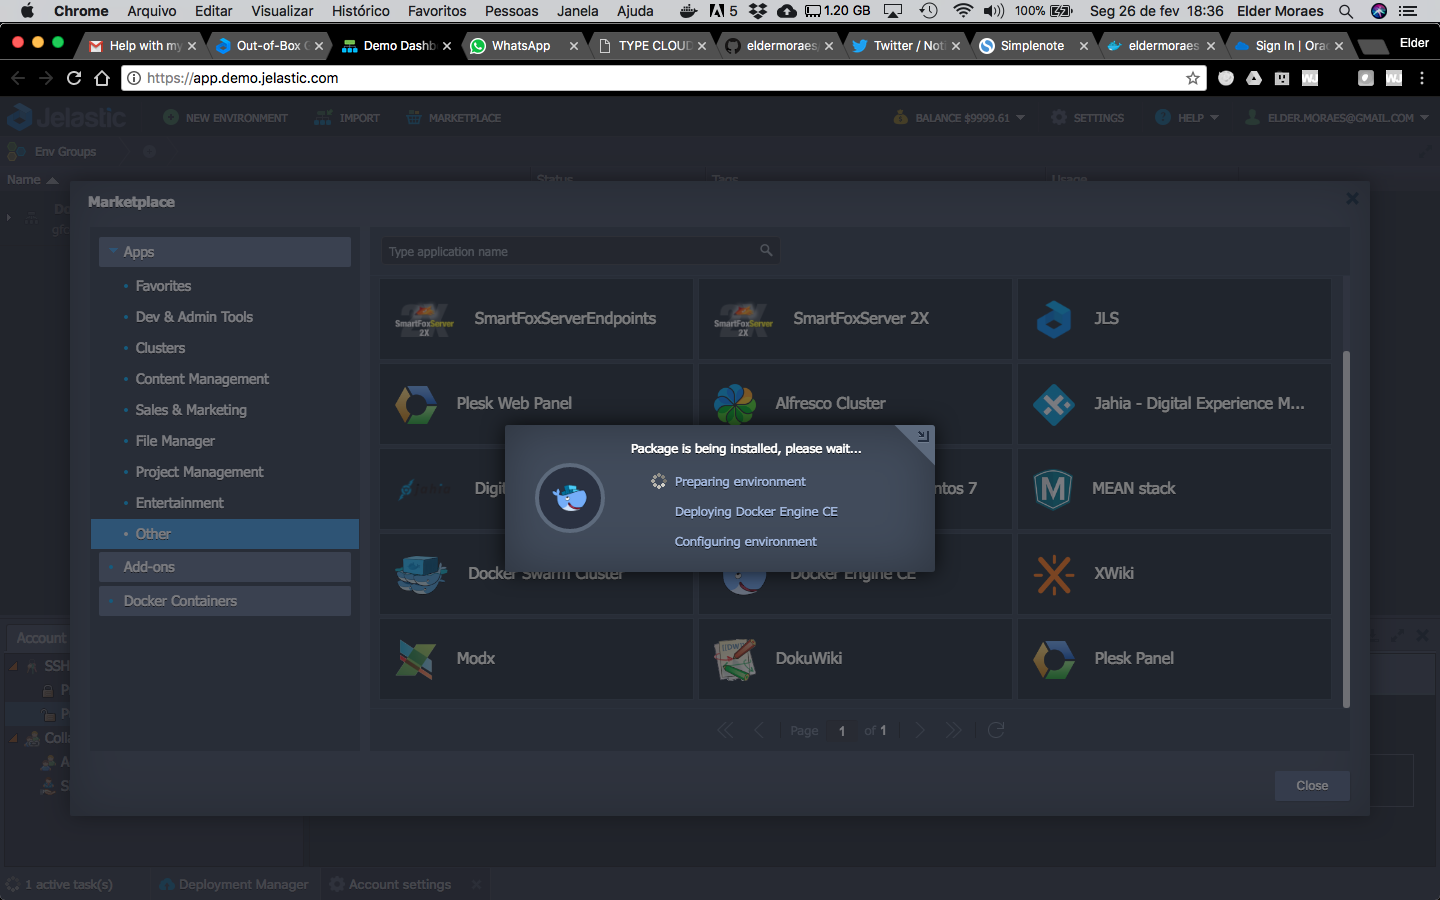 Chrome Arquivo Editar Visualizar Histórico Favoritos Pessoas Janela Ajuda 5 1.20 GB 100% Seg 26 de fev 18:36 Elder Moraes
Help with my Out-of-Box Demo Dashb WhatsApp TYPE CLOUD eldermoraes/ Twitter / Noti Simplenote eldermoraes Sign In | Orac Elder
https://app.demo.jelastic.com
Jelastic NEW ENVIRONMENT IMPORT MARKETPLACE BALANCE $9999.61 SETTINGS HELP ELDER.MORAES@GMAIL.COM
Env Groups
Name Status Tags Usage
Marketplace
Apps
Type application name
Favorites
Dev & Admin Tools
Clusters
Content Management
Sales & Marketing
File Manager
Project Management
Entertainment
Other
Add-ons
Docker Containers
SmartFoxServerEndpoints SmartFoxServer 2X JLS
Plesk Web Panel Alfresco Cluster Jahia - Digital Experience M...
Digit ntos 7 MEAN stack
Package is being installed, please wait...
Preparing environment
Deploying Docker Engine CE
Configuring environment
Docker Swarm Cluster Docker Engine CE XWiki
Modx DokuWiki Plesk Panel
Page 1 of 1
Close
Account
SSH
P
P
Colla
A
S
1 active task(s) Deployment Manager Account settings